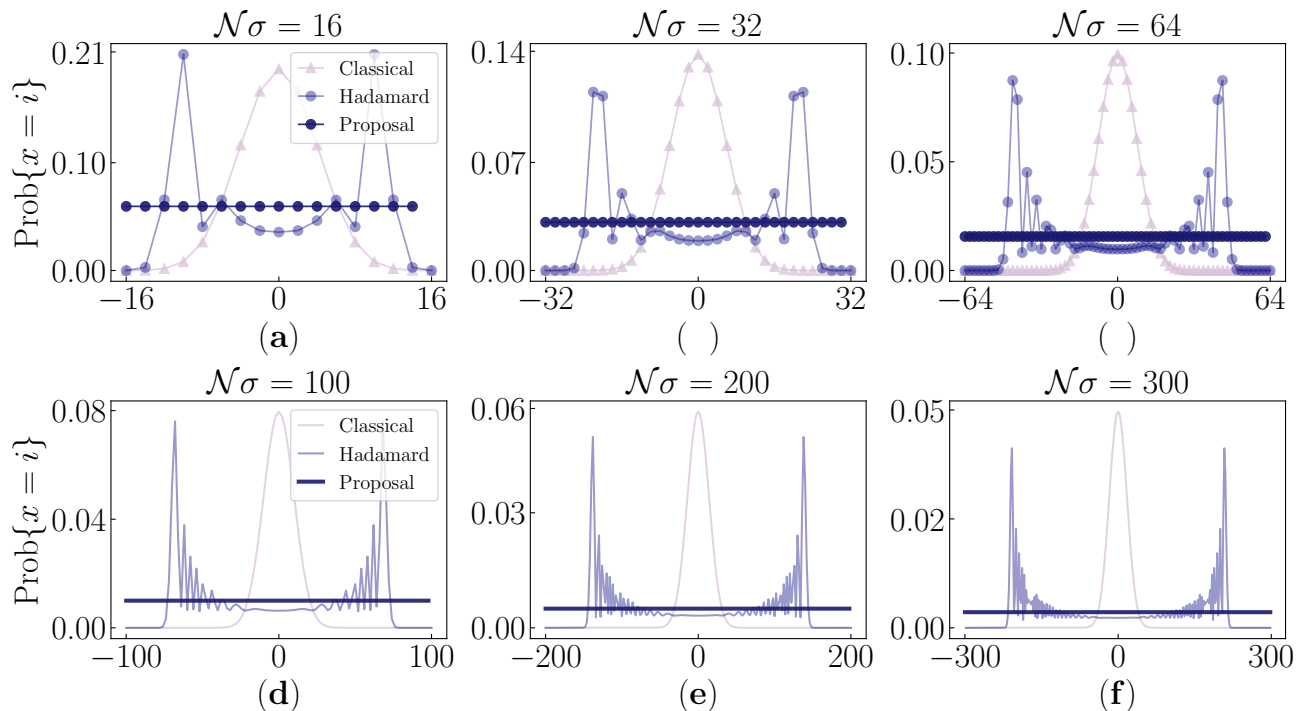 𝒩σ = 16
𝒩σ = 32
𝒩σ = 64
Prob{x = i}
0.21
0.10
0.00
Classical
Hadamard
Proposal
−16 0 16
0.14
0.07
0.00
−32 0 32
0.10
0.05
0.00
−64 0 64
(a)
( )
( )
𝒩σ = 100
𝒩σ = 200
𝒩σ = 300
Prob{x = i}
0.08
0.04
0.00
Classical
Hadamard
Proposal
−100 0 100
0.06
0.03
0.00
−200 0 200
0.05
0.02
0.00
−300 0 300
(d)
(e)
(f)